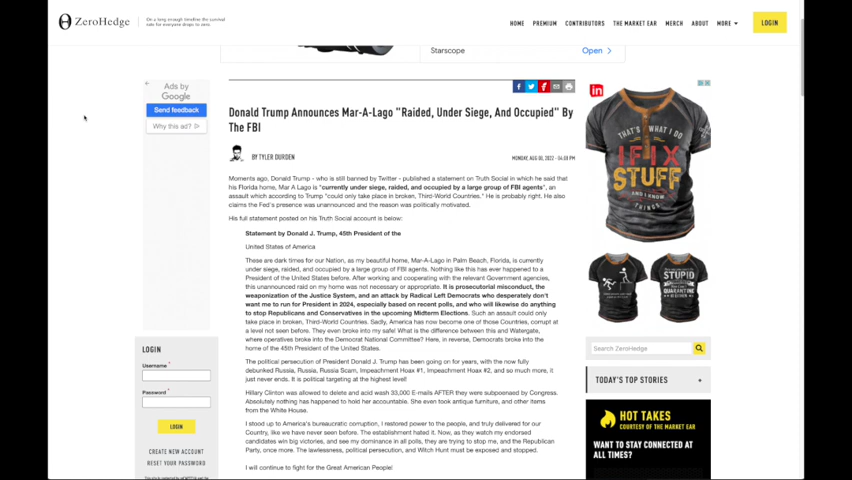 ZeroHedge
On a long enough timeline the survival
rate for everyone drops to zero.
HOME
PREMIUM
CONTRIBUTORS
THE MARKET EAR
MERCH
ABOUT
MORE
LOGIN
Starscope
Open >
Ads by
Google
Send feedback
Why this ad?
Donald Trump Announces Mar-A-Lago "Raided, Under Siege, And Occupied" By
The FBI
BY TYLER DURDEN
MONDAY, AUG 08, 2022 -
Moments ago, Donald Trump - who is still banned by Twitter - published a statement on Truth Social in which he said that
his Florida home, Mar A Lago is "currently under siege, raided, and occupied by a large group of FBI agents", an
assault which according to Trump "could only take place in broken, Third-World Countries." He is probably right. He also
claims the Fed's presence was unannounced and the reason was politically motivated.
His full statement posted on his Truth Social account is below:
Statement by Donald J. Trump, 45th President of the
United States of America
These are dark times for our Nation, as my beautiful home, Mar-A-Lago in Palm Beach, Florida, is currently
under siege, raided, and occupied by a large group of FBI agents. Nothing like this has ever happened to a
President of the United States before. After working and cooperating with the relevant Government agencies,
this unannounced raid on my home was not necessary or appropriate. It is prosecutorial misconduct, the
weaponization of the Justice System, and an attack by Radical Left Democrats who desperately don't
want me to run for President in 2024, especially based on recent polls, and who will likewise do anything
to stop Republicans and Conservatives in the upcoming Midterm Elections. Such an assault could only
take place in broken, Third-World Countries. Sadly, America has now become one of those Countries, corrupt at
a level not seen before. They even broke into my safe! What is the difference between this and Watergate,
where operatives broke into the Democrat National Committee? Here, in reverse, Democrats broke into the
home of the 45th President of the United States.
The political persecution of President Donald J. Trump has been going on for years, with the now fully
debunked Russia, Russia, Russia Scam, Impeachment Hoax #1, Impeachment Hoax #2, and so much more, it
just never ends. It is political targeting at the highest level!
Hillary Clinton was allowed to delete and acid wash 33,000 E-mails AFTER they were subpoenaed by Congress.
Absolutely nothing has happened to hold her accountable. She even took antique furniture, and other items
from the White House.
I stood up to America's bureaucratic corruption, I restored power to the people, and truly delivered for our
Country, like we have never seen before. The establishment hated it. Now, as they watch my endorsed
candidates win big victories, and see my dominance in all polls, they are trying to stop me, and the Republican
Party, once more. The lawlessness, political persecution, and Witch Hunt must be exposed and stopped.
I will continue to fight for the Great American People!
LOGIN
Username *
Password *
LOGIN
CREATE NEW ACCOUNT
RESET YOUR PASSWORD
in
THAT'S WHAT I DO
I FIX
STUFF
AND I KNOW
THINGS
STUPID
QUARANTINE
Search ZeroHedge
TODAY'S TOP STORIES
+
HOT TAKES
COURTESY OF THE MARKET EAR
WANT TO STAY CONNECTED AT
ALL TIMES?